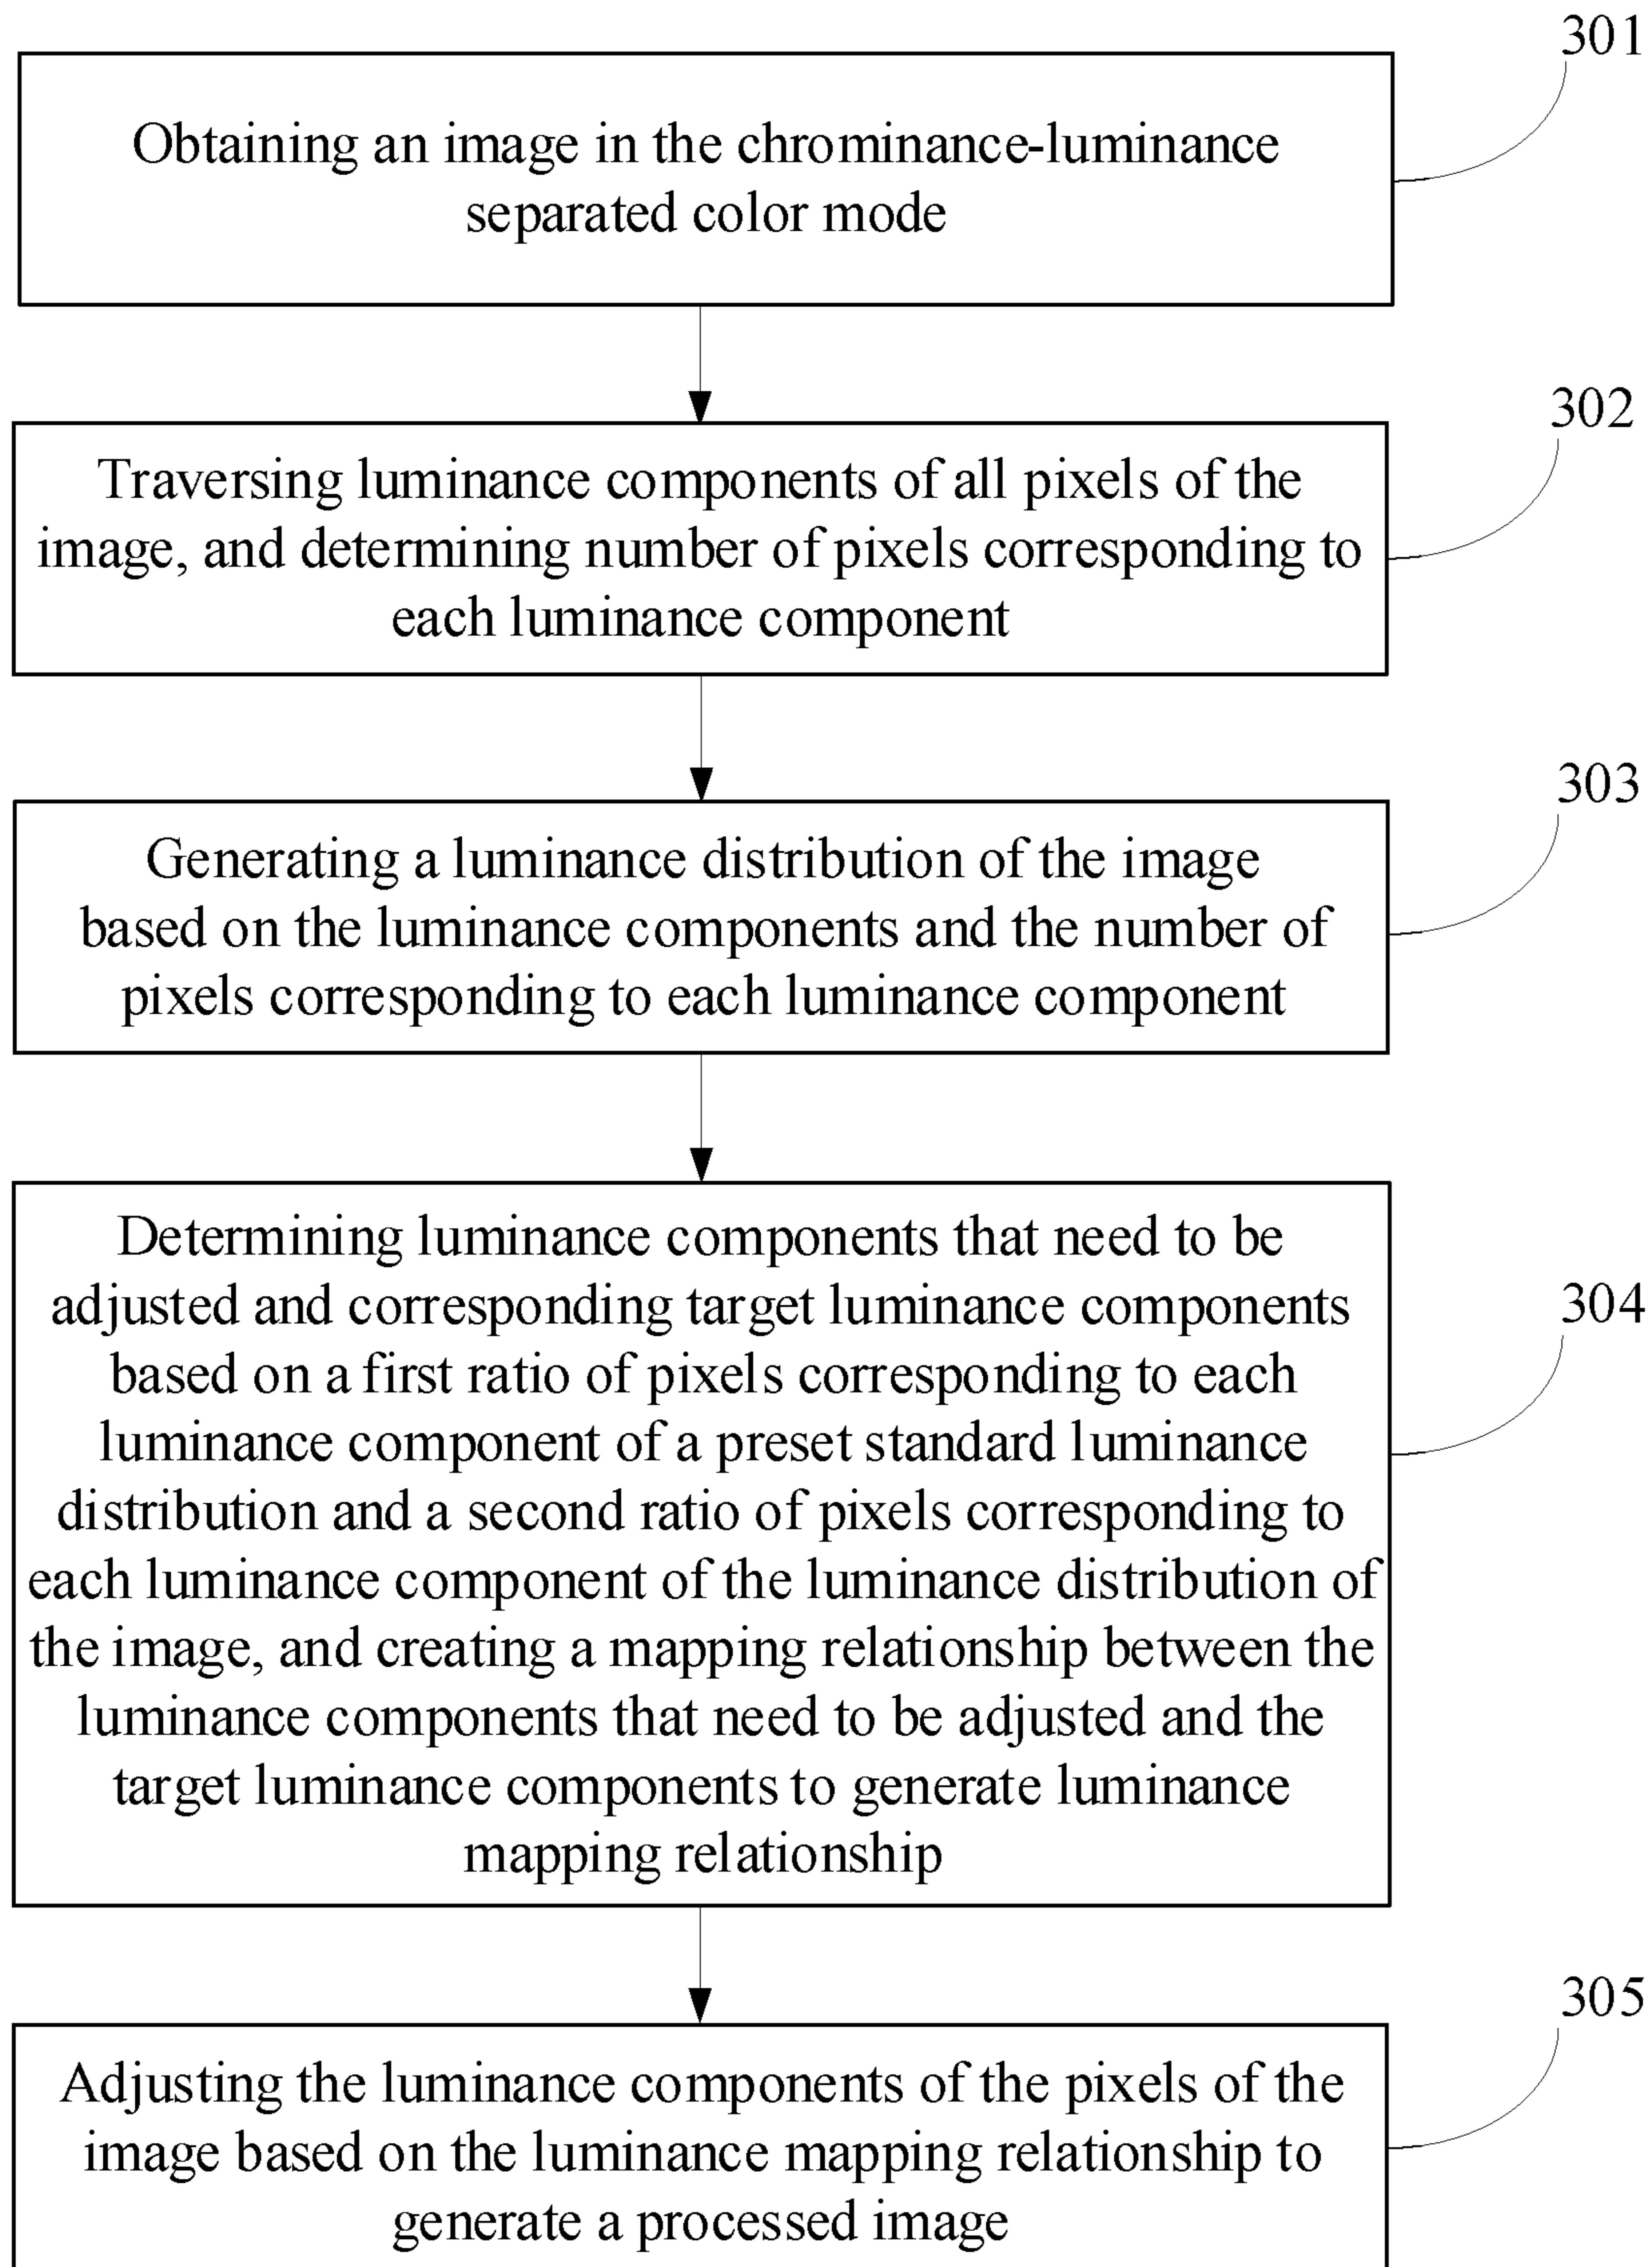 301
Obtaining an image in the chrominance-luminance
separated color mode
302
Traversing luminance components of all pixels of the
image, and determining number of pixels corresponding to
each luminance component
303
Generating a luminance distribution of the image
based on the luminance components and the number of
pixels corresponding to each luminance component
304
Determining luminance components that need to be
adjusted and corresponding target luminance components
based on a first ratio of pixels corresponding to each
luminance component of a preset standard luminance
distribution and a second ratio of pixels corresponding to
each luminance component of the luminance distribution of
the image, and creating a mapping relationship between the
luminance components that need to be adjusted and the
target luminance components to generate luminance
mapping relationship
305
Adjusting the luminance components of the pixels of the
image based on the luminance mapping relationship to
generate a processed image